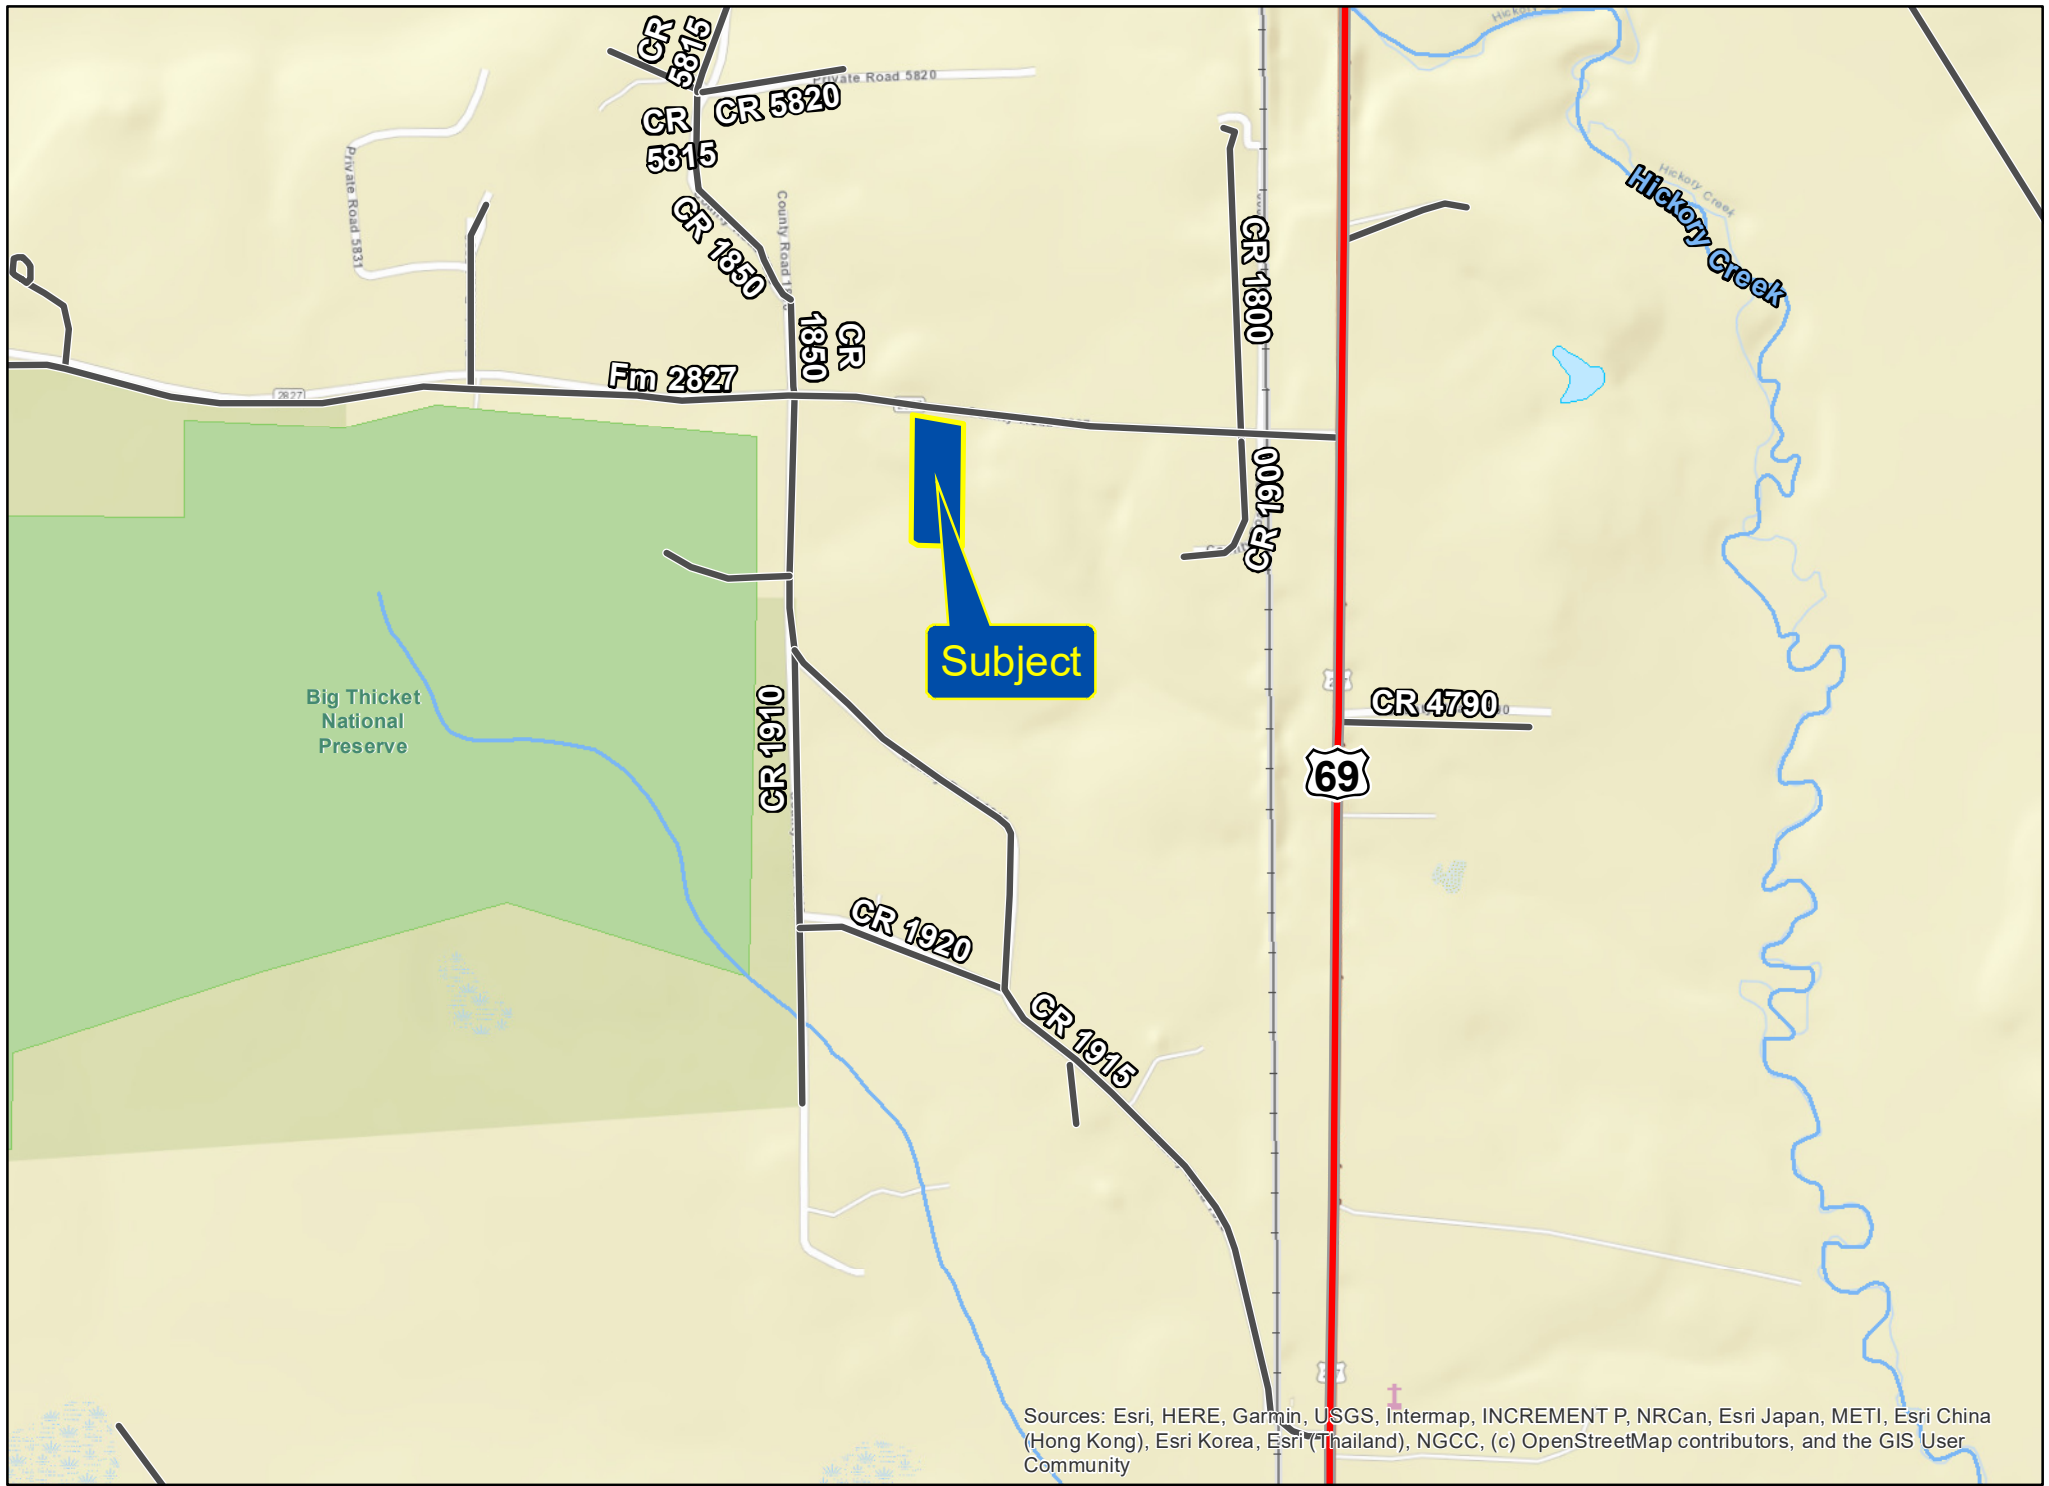 Hickory
CR
5815
Private Road 5820
CR 5820
CR
5815
Private Road 5831
Hickory Creek
Hickory Creek
CR 1850
County Road
CR 1800
CR
1850
Fm 2827
2827
CR 1900
Subject
Big Thicket
National
Preserve
CR 1910
CR 4790
69
CR 1920
CR 1915
Sources: Esri, HERE, Garmin, USGS, Intermap, INCREMENT P, NRCan, Esri Japan, METI, Esri China
(Hong Kong), Esri Korea, Esri (Thailand), NGCC, (c) OpenStreetMap contributors, and the GIS User
Community